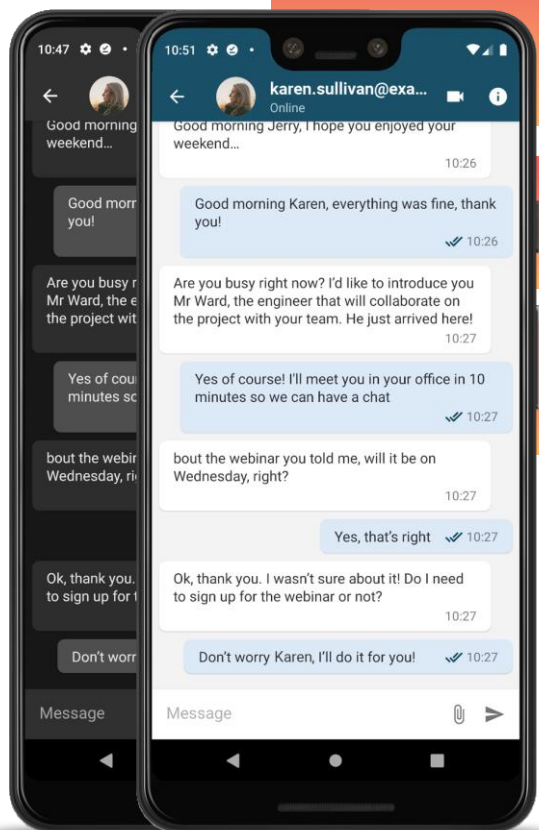 10:47
Good morning
weekend...
Good morn
you!
Are you busy r
Mr Ward, the e
the project wit
Yes of cou
minutes so
bout the webin
Wednesday, ri
Ok, thank you.
to sign up for t
Don't worr
Message
10:51
karen.sullivan@exa...
Online
Good morning Jerry, I hope you enjoyed your
weekend...
10:26
Good morning Karen, everything was fine, thank
you!
10:26
Are you busy right now? I'd like to introduce you
Mr Ward, the engineer that will collaborate on
the project with your team. He just arrived here!
10:27
Yes of course! I'll meet you in your office in 10
minutes so we can have a chat
10:27
bout the webinar you told me, will it be on
Wednesday, right?
10:27
Yes, that's right 10:27
Ok, thank you. I wasn't sure about it! Do I need
to sign up for the webinar or not?
10:27
Don't worry Karen, I'll do it for you! 10:27
Message